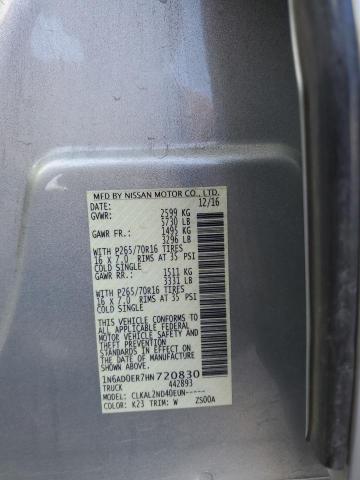 MFD BY NISSAN MOTOR CO., LTD.
DATE: 12/16
GVWR: 2599 KG
5730 LB
GAWR FR.: 1495 KG
3296 LB
WITH P265/70R16 TIRES
16 X 7.0 RIMS AT 35 PSI
COLD SINGLE
GAWR RR.: 1511 KG
3331 LB
WITH P265/70R16 TIRES
16 X 7.0 RIMS AT 35 PSI
COLD SINGLE
THIS VEHICLE CONFORMS TO
ALL APPLICABLE FEDERAL
MOTOR VEHICLE SAFETY
STANDARDS IN EFFECT ON
THE DATE OF MANUFACTURE
SHOWN ABOVE.
1N6AD0ER7HN720830
TRUCK 442893
MODEL: CLKAL2ND40EUN-----
COLOR: K23 TRIM: W ZS00A